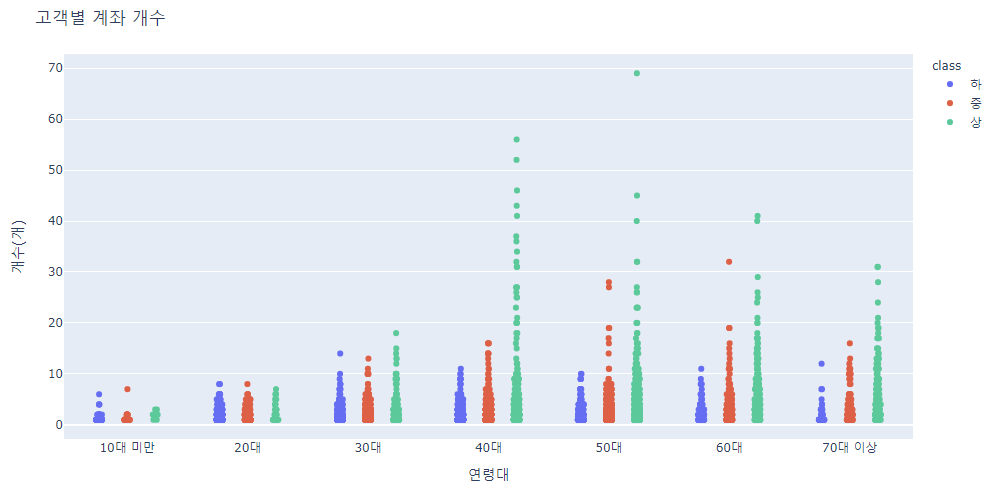 고객별 계좌 개수
class
하
중
상
개수(개)
70
60
50
40
30
20
10
0
10대 미만
20대
30대
40대
50대
60대
70대 이상
연령대